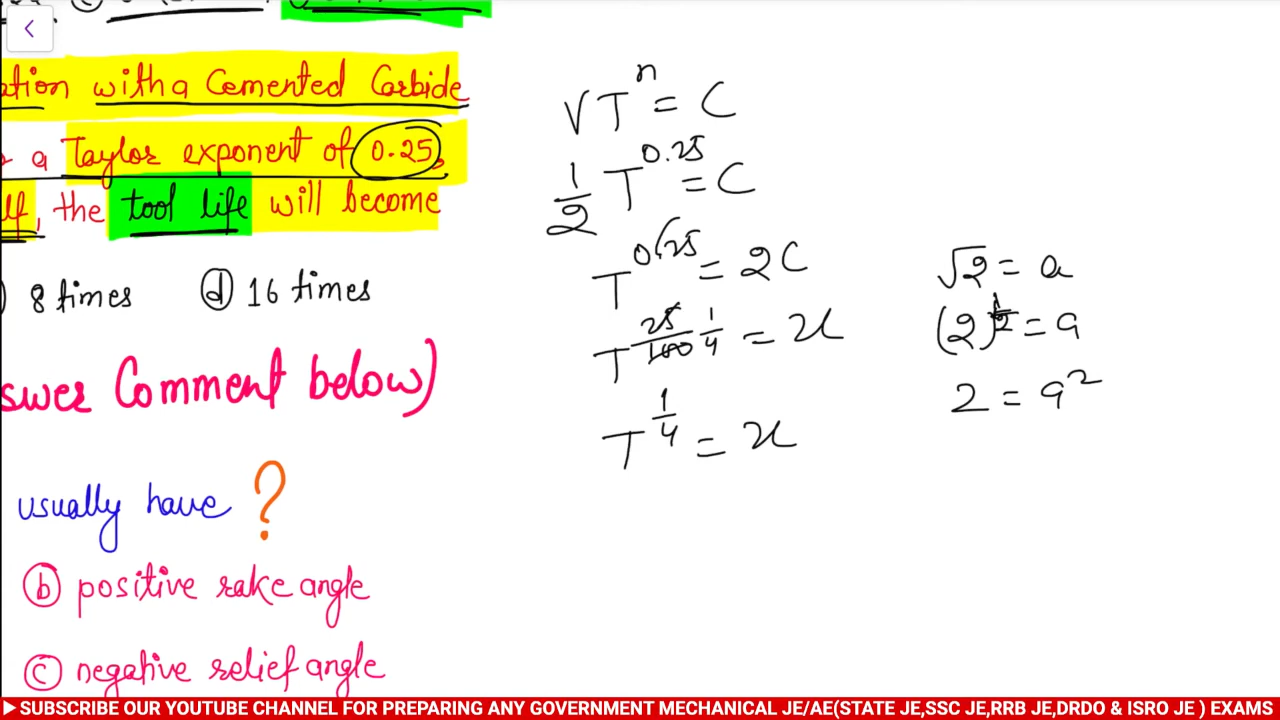 ation with a Cemented Carbide
a Taylor exponent of 0.25,
lf, the tool life will become
8 times (d) 16 times
swer Comment below)
usually have ?
(b) positive rake angle
(c) negative relief angle
VTⁿ = C
1/2 T^0.25 = C
T^0.25 = 2C
T^25/100 1/4 = x
T^1/4 = x
√2 = a
(2)^1/2 = a
2 = a²
▶ SUBSCRIBE OUR YOUTUBE CHANNEL FOR PREPARING ANY GOVERNMENT MECHANICAL JE/AE(STATE JE,SSC JE,RRB JE,DRDO & ISRO JE ) EXAMS